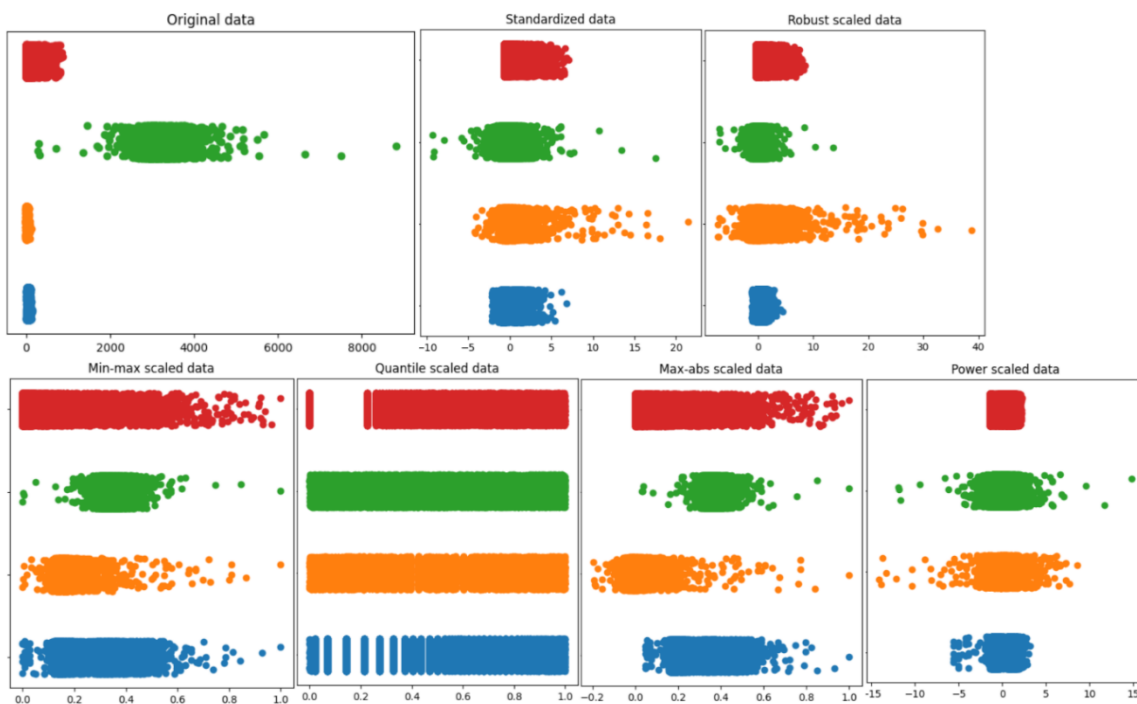 Original data
0 2000 4000 6000 8000
Standardized data
−10 −5 0 5 10 15 20
Robust scaled data
0 10 20 30 40
Min-max scaled data
0.0 0.2 0.4 0.6 0.8 1.0
Quantile scaled data
0.0 0.2 0.4 0.6 0.8 1.0
Max-abs scaled data
−0.2 0.0 0.2 0.4 0.6 0.8 1.0
Power scaled data
−15 −10 −5 0 5 10 15